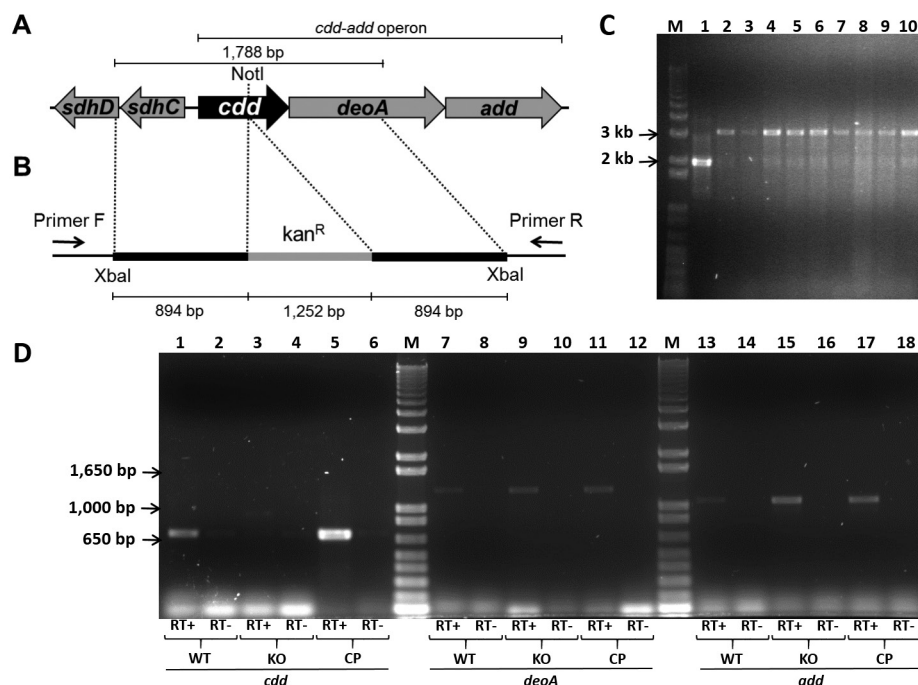 A
cdd-add operon
1,788 bp
NotI
sdhD sdhC cdd deoA add
B
Primer F
kanR
Primer R
XbaI
XbaI
894 bp 1,252 bp 894 bp
C
M 1 2 3 4 5 6 7 8 9 10
3 kb
2 kb
D
1 2 3 4 5 6 M 7 8 9 10 11 12 M 13 14 15 16 17 18
1,650 bp
1,000 bp
650 bp
RT+ RT- RT+ RT- RT+ RT- RT+ RT- RT+ RT- RT+ RT- RT+ RT- RT+ RT- RT+ RT-
WT KO CP WT KO CP WT KO CP
cdd deoA add